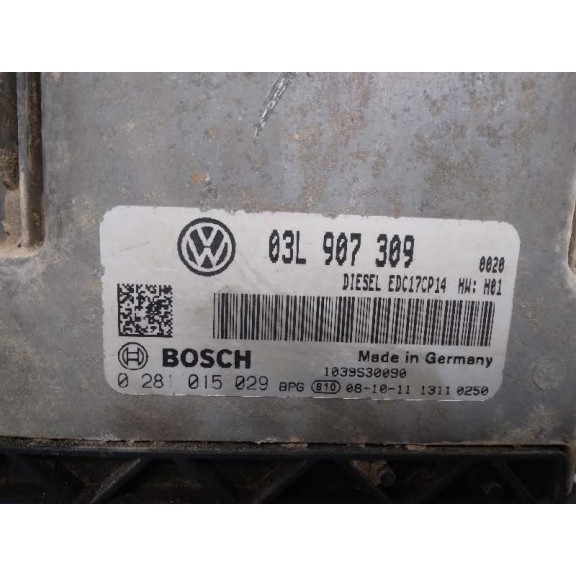 03L 907 309
0020
DIESEL EDC17CP14 HW: H01
BOSCH
Made in Germany
1039S30090
0 281 015 029 BPG 810 08-10-11 1311 0250